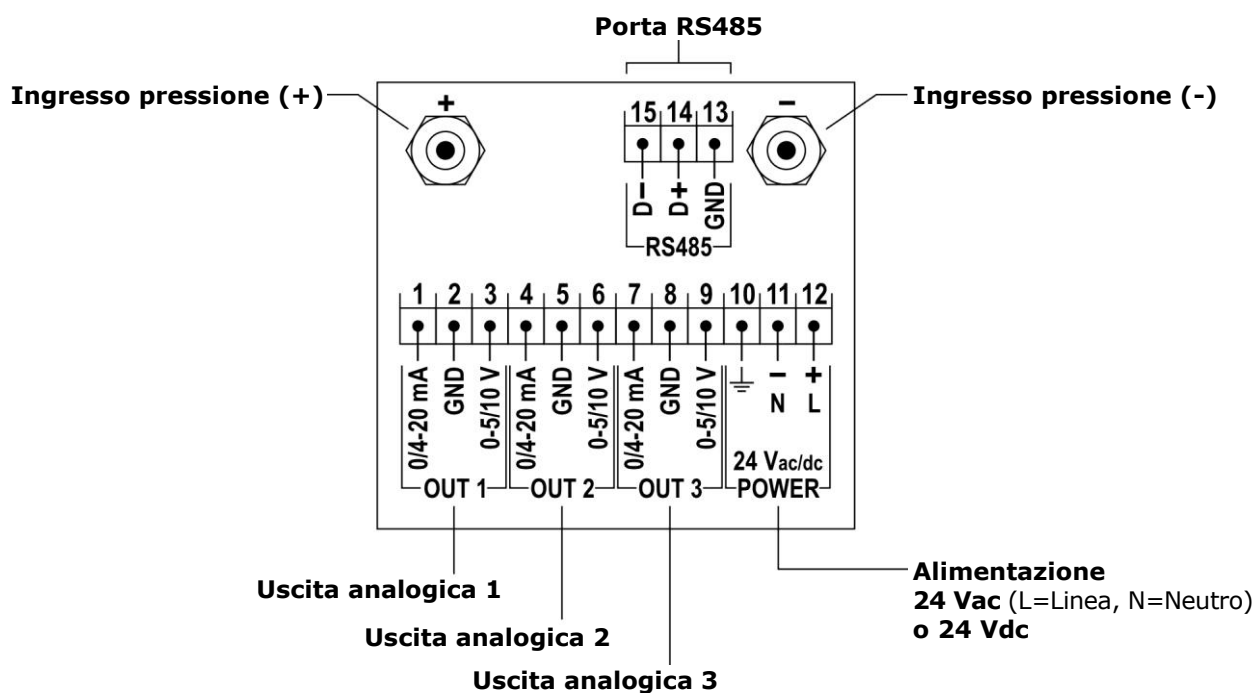 Porta RS485
Ingresso pressione (+)
+
15 14 13
−
Ingresso pressione (-)
D− D+ GND
RS485
1 2 3 4 5 6 7 8 9 10 11 12
0/4-20 mA GND 0-5/10 V 0/4-20 mA GND 0-5/10 V 0/4-20 mA GND 0-5/10 V
− +
N L
24 Vac/dc
OUT 1 OUT 2 OUT 3 POWER
Uscita analogica 1
Uscita analogica 2
Uscita analogica 3
Alimentazione
24 Vac (L=Linea, N=Neutro)
o 24 Vdc